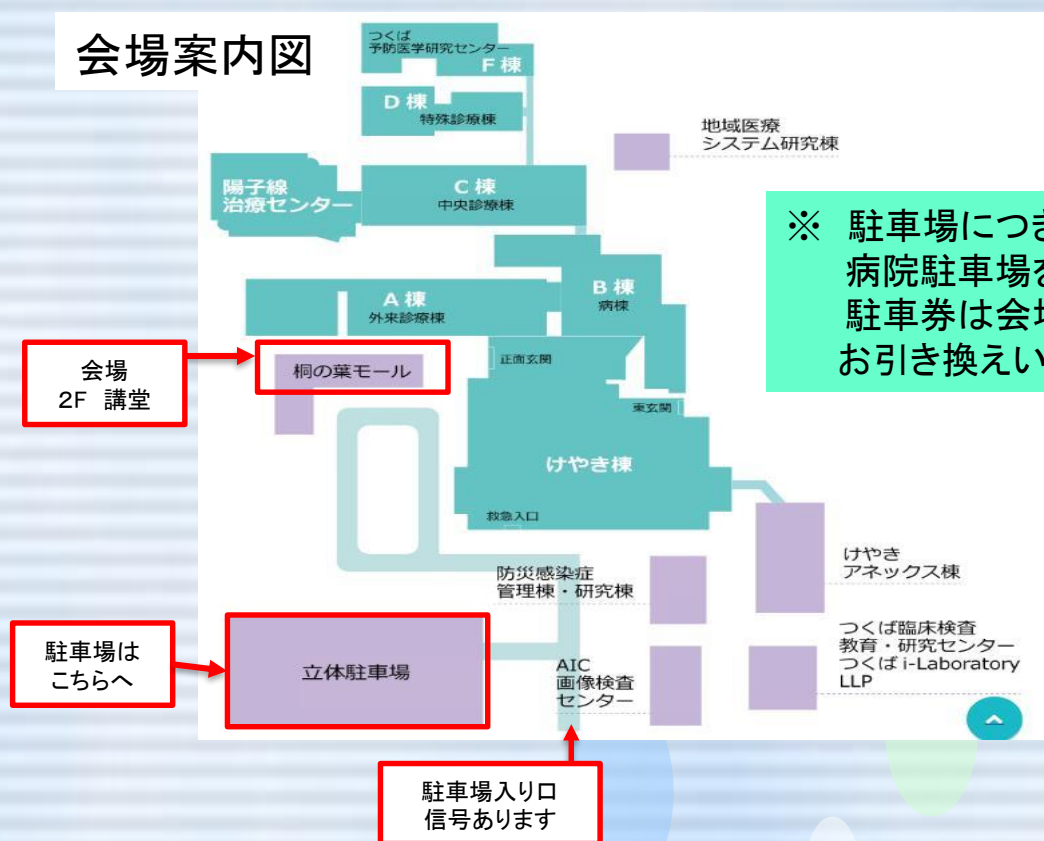 会場案内図
つくば
予防医学研究センター
F 棟
D 棟
特殊診療棟
地域医療
システム研究棟
陽子線
治療センター
C 棟
中央診療棟
※ 駐車場につき
病院駐車場を
駐車券は会場
お引き換えい
B 棟
病棟
A 棟
外来診療棟
会場
2F 講堂
桐の葉モール
正面玄関
東玄関
けやき棟
救急入口
防災感染症
管理棟・研究棟
けやき
アネックス棟
駐車場は
こちらへ
立体駐車場
AIC
画像検査
センター
つくば臨床検査
教育・研究センター
つくば i-Laboratory
LLP
駐車場入り口
信号あります